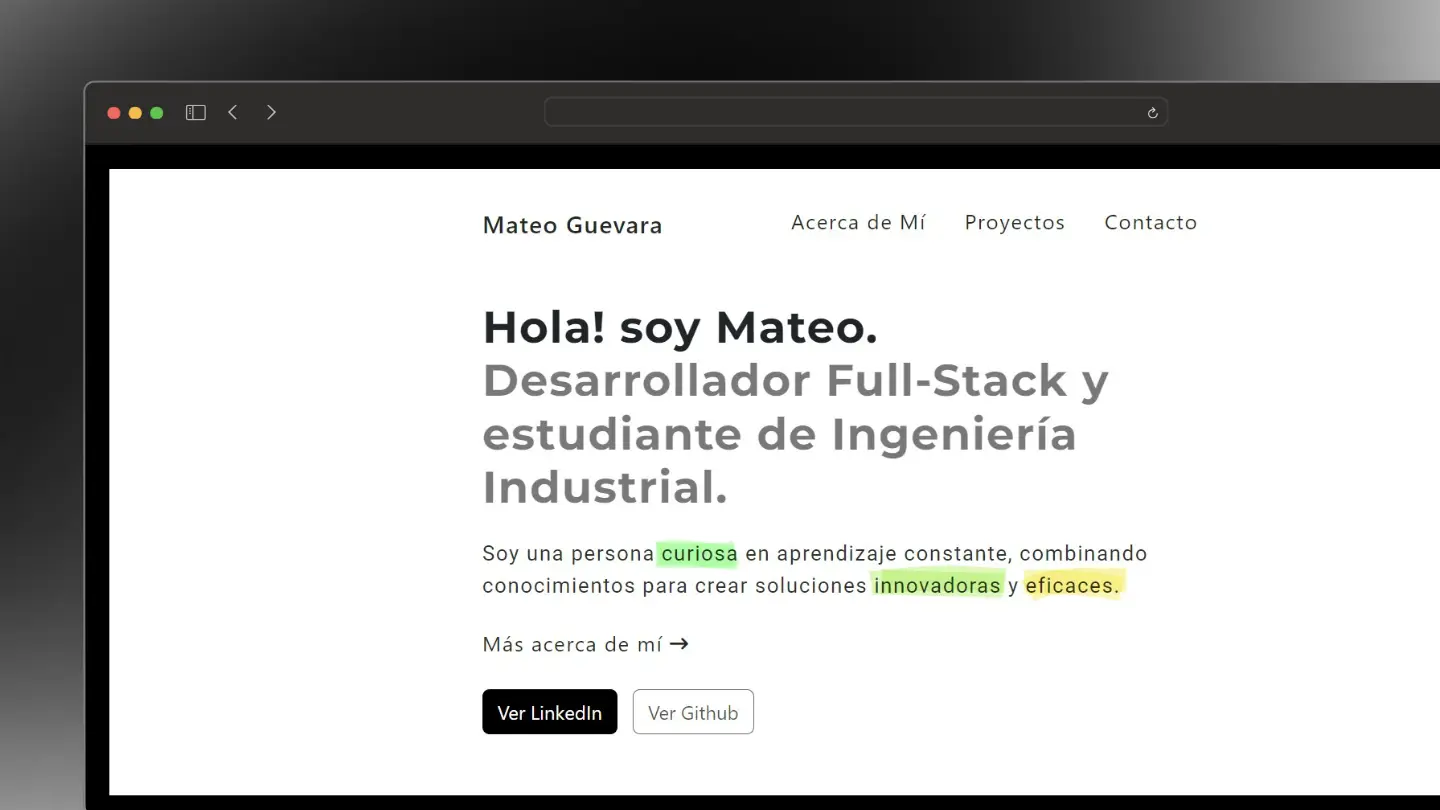 Mateo Guevara
Acerca de Mí
Proyectos
Contacto
Hola! soy Mateo.
Desarrollador Full-Stack y
estudiante de Ingeniería
Industrial.
Soy una persona curiosa en aprendizaje constante, combinando
conocimientos para crear soluciones innovadoras y eficaces.
Más acerca de mí →
Ver LinkedIn
Ver Github